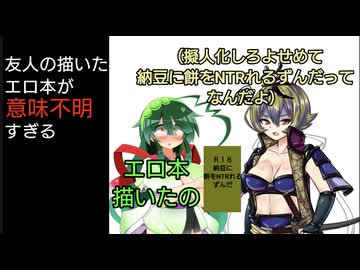 友人の描いた
エロ本が
意味不明
すぎる
(擬人化しろよせめて
納豆に餅をNTRれるずんだって
なんだよ)
エロ本
描いたの
R18
納豆に
餅をNTRれる
ずんだ